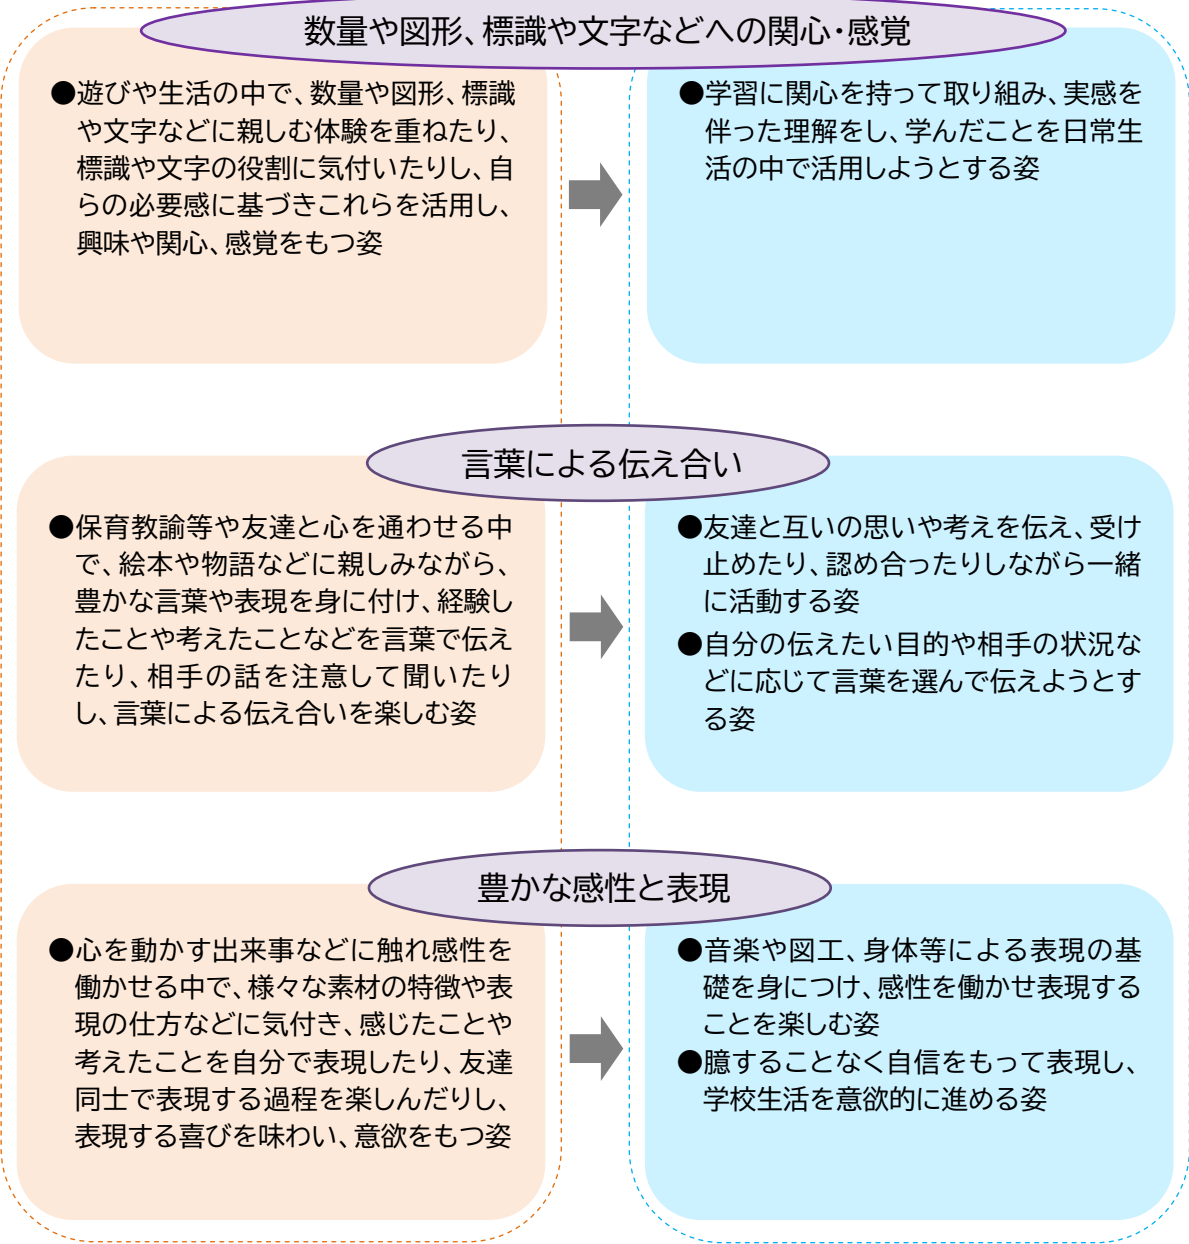 数量や図形、標識や文字などへの関心・感覚
●遊びや生活の中で、数量や図形、標識
や文字などに親しむ体験を重ねたり、
標識や文字の役割に気付いたりし、自
らの必要感に基づきこれらを活用し、
興味や関心、感覚をもつ姿
●学習に関心を持って取り組み、実感を
伴った理解をし、学んだことを日常生
活の中で活用しようとする姿
言葉による伝え合い
●保育教諭等や友達と心を通わせる中
で、絵本や物語などに親しみながら、
豊かな言葉や表現を身に付け、経験し
たことや考えたことなどを言葉で伝え
たり、相手の話を注意して聞いたり
し、言葉による伝え合いを楽しむ姿
●友達と互いの思いや考えを伝え、受け
止めたり、認め合ったりしながら一緒
に活動する姿
●自分の伝えたい目的や相手の状況な
どに応じて言葉を選んで伝えようとす
る姿
豊かな感性と表現
●心を動かす出来事などに触れ感性を
働かせる中で、様々な素材の特徴や表
現の仕方などに気付き、感じたことや
考えたことを自分で表現したり、友達
同士で表現する過程を楽しんだりし、
表現する喜びを味わい、意欲をもつ姿
●音楽や図工、身体等による表現の基
礎を身につけ、感性を働かせ表現する
ことを楽しむ姿
●臆することなく自信をもって表現し、
学校生活を意欲的に進める姿